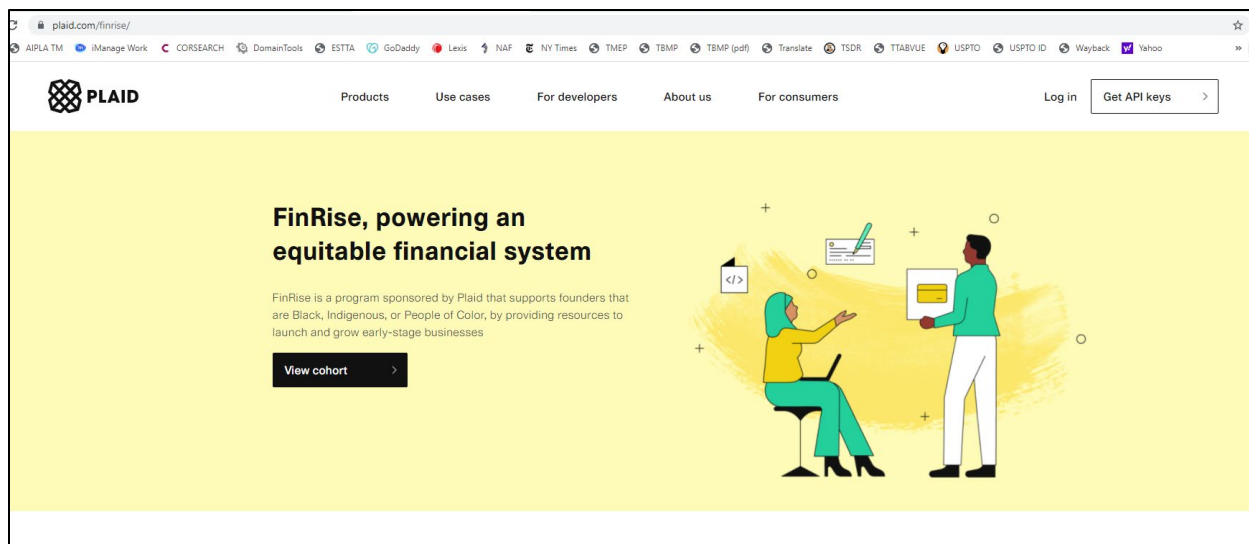 plaid.com/finrise/
AIPLA TM iManage Work CORSEARCH DomainTools ESTTA GoDaddy Lexis NAF NY Times TMEP TBMP TBMP (pdf) Translate TSDR TTABVUE USPTO USPTO ID Wayback Yahoo »
PLAID Products Use cases For developers About us For consumers Log in Get API keys >
FinRise, powering an
equitable financial system
FinRise is a program sponsored by Plaid that supports founders that
are Black, Indigenous, or People of Color, by providing resources to
launch and grow early-stage businesses
View cohort >
</>